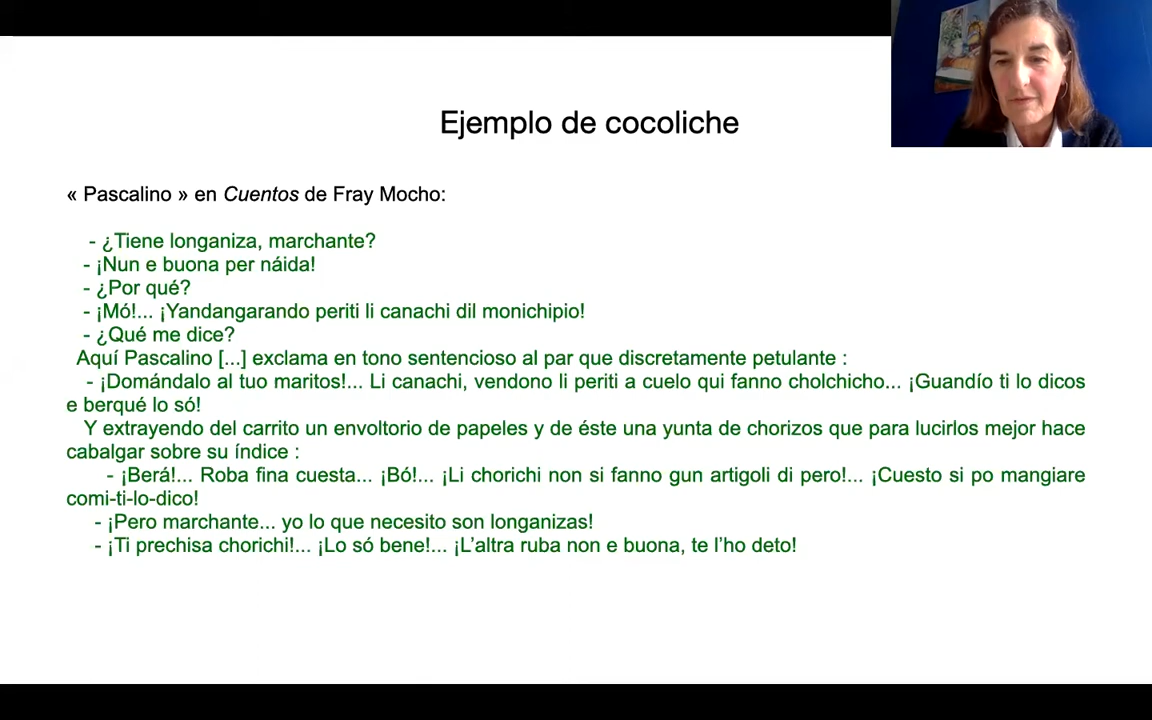 Ejemplo de cocoliche
« Pascalino » en Cuentos de Fray Mocho:
- ¿Tiene longaniza, marchante?
- ¡Nun e buona per náida!
- ¿Por qué?
- ¡Mó!... ¡Yandangarando periti li canachi dil monichipio!
- ¿Qué me dice?
Aquí Pascalino [...] exclama en tono sentencioso al par que discretamente petulante :
- ¡Domándalo al tuo maritos!... Li canachi, vendono li periti a cuelo qui fanno cholchicho... ¡Guandío ti lo dicos
e berqué lo só!
Y extrayendo del carrito un envoltorio de papeles y de éste una yunta de chorizos que para lucirlos mejor hace
cabalgar sobre su índice :
- ¡Berá!... Roba fina cuesta... ¡Bó!... ¡Li chorichi non si fanno gun artigoli di pero!... ¡Cuesto si po mangiare
comi-ti-lo-dico!
- ¡Pero marchante... yo lo que necesito son longanizas!
- ¡Ti prechisa chorichi!... ¡Lo só bene!... ¡L'altra ruba non e buona, te l'ho deto!